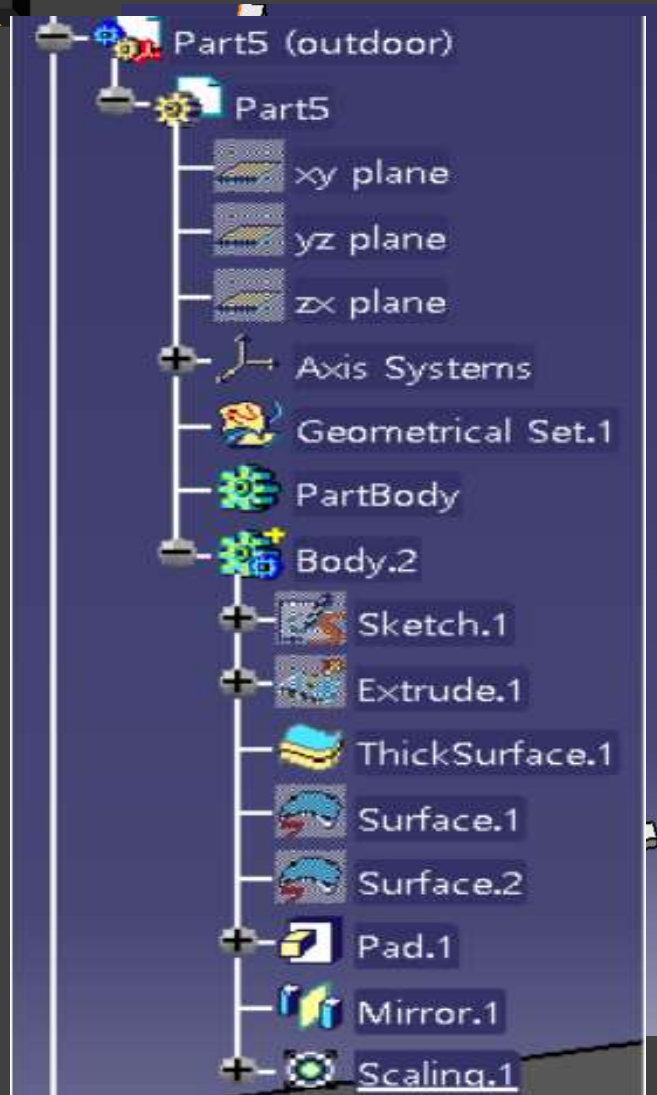 Part5 (outdoor)
Part5
xy plane
yz plane
zx plane
Axis Systems
Geometrical Set.1
PartBody
Body.2
Sketch.1
Extrude.1
ThickSurface.1
Surface.1
Surface.2
Pad.1
Mirror.1
Scaling.1